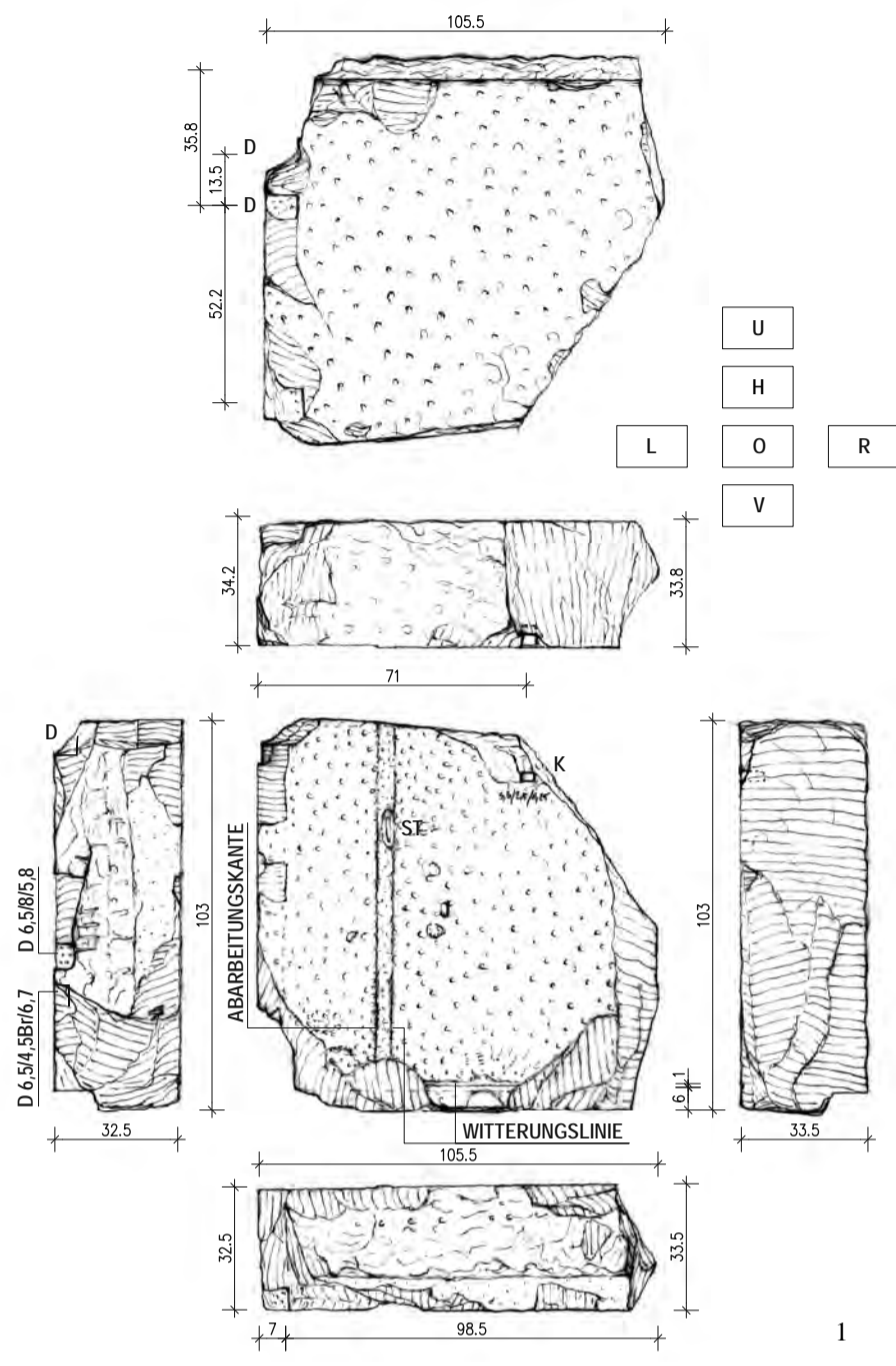 105.5
35.8
D
13.5
D
52.2
U
H
L O R
V
34.2
33.8
71
D
K
ST
ABARBEITUNGSKANTE
D 6,5/8/5,8
D 6,5/4,5Br/6,7
103
103
1
6
WITTERUNGSLINIE
32.5
105.5
33.5
32.5
33.5
7
98.5
1